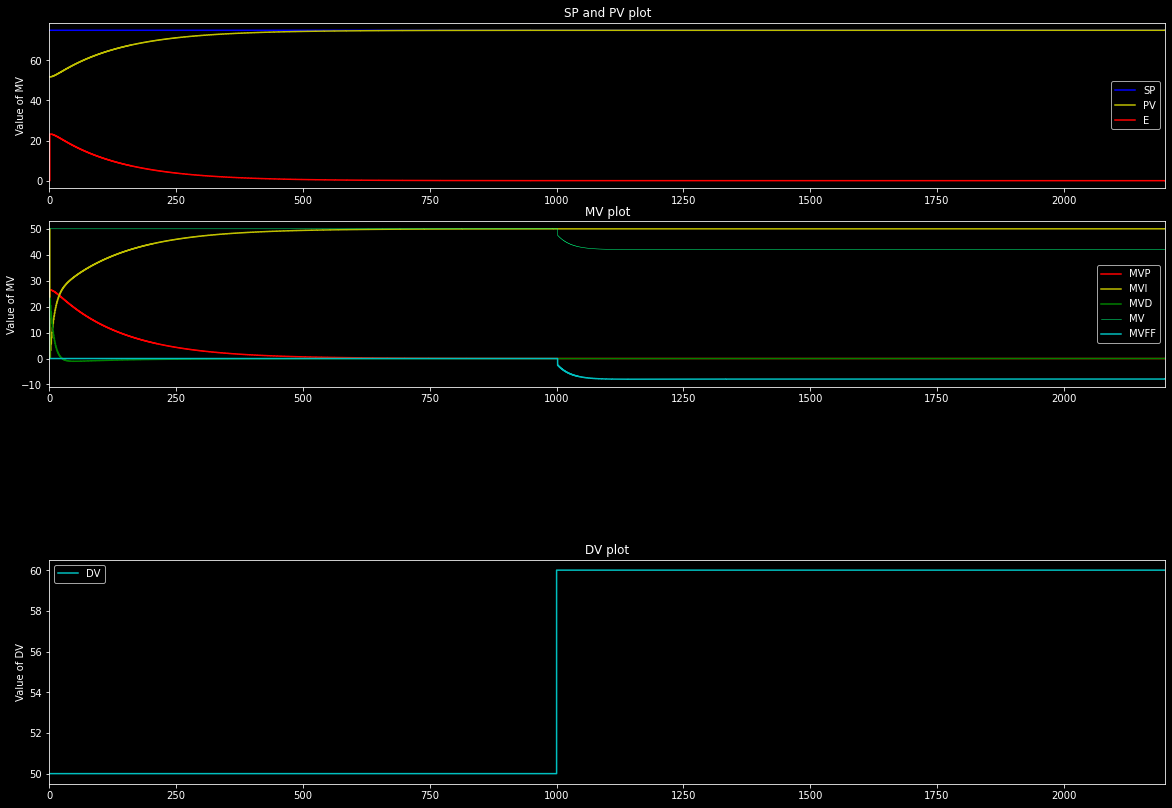 SP and PV plot
Value of MV
60
40
20
0
SP
PV
E
0 250 500 750 1000 1250 1500 1750 2000
MV plot
Value of MV
50
40
30
20
10
0
−10
MVP
MVI
MVD
MV
MVFF
0 250 500 750 1000 1250 1500 1750 2000
DV plot
Value of DV
DV
60
58
56
54
52
50
0 250 500 750 1000 1250 1500 1750 2000